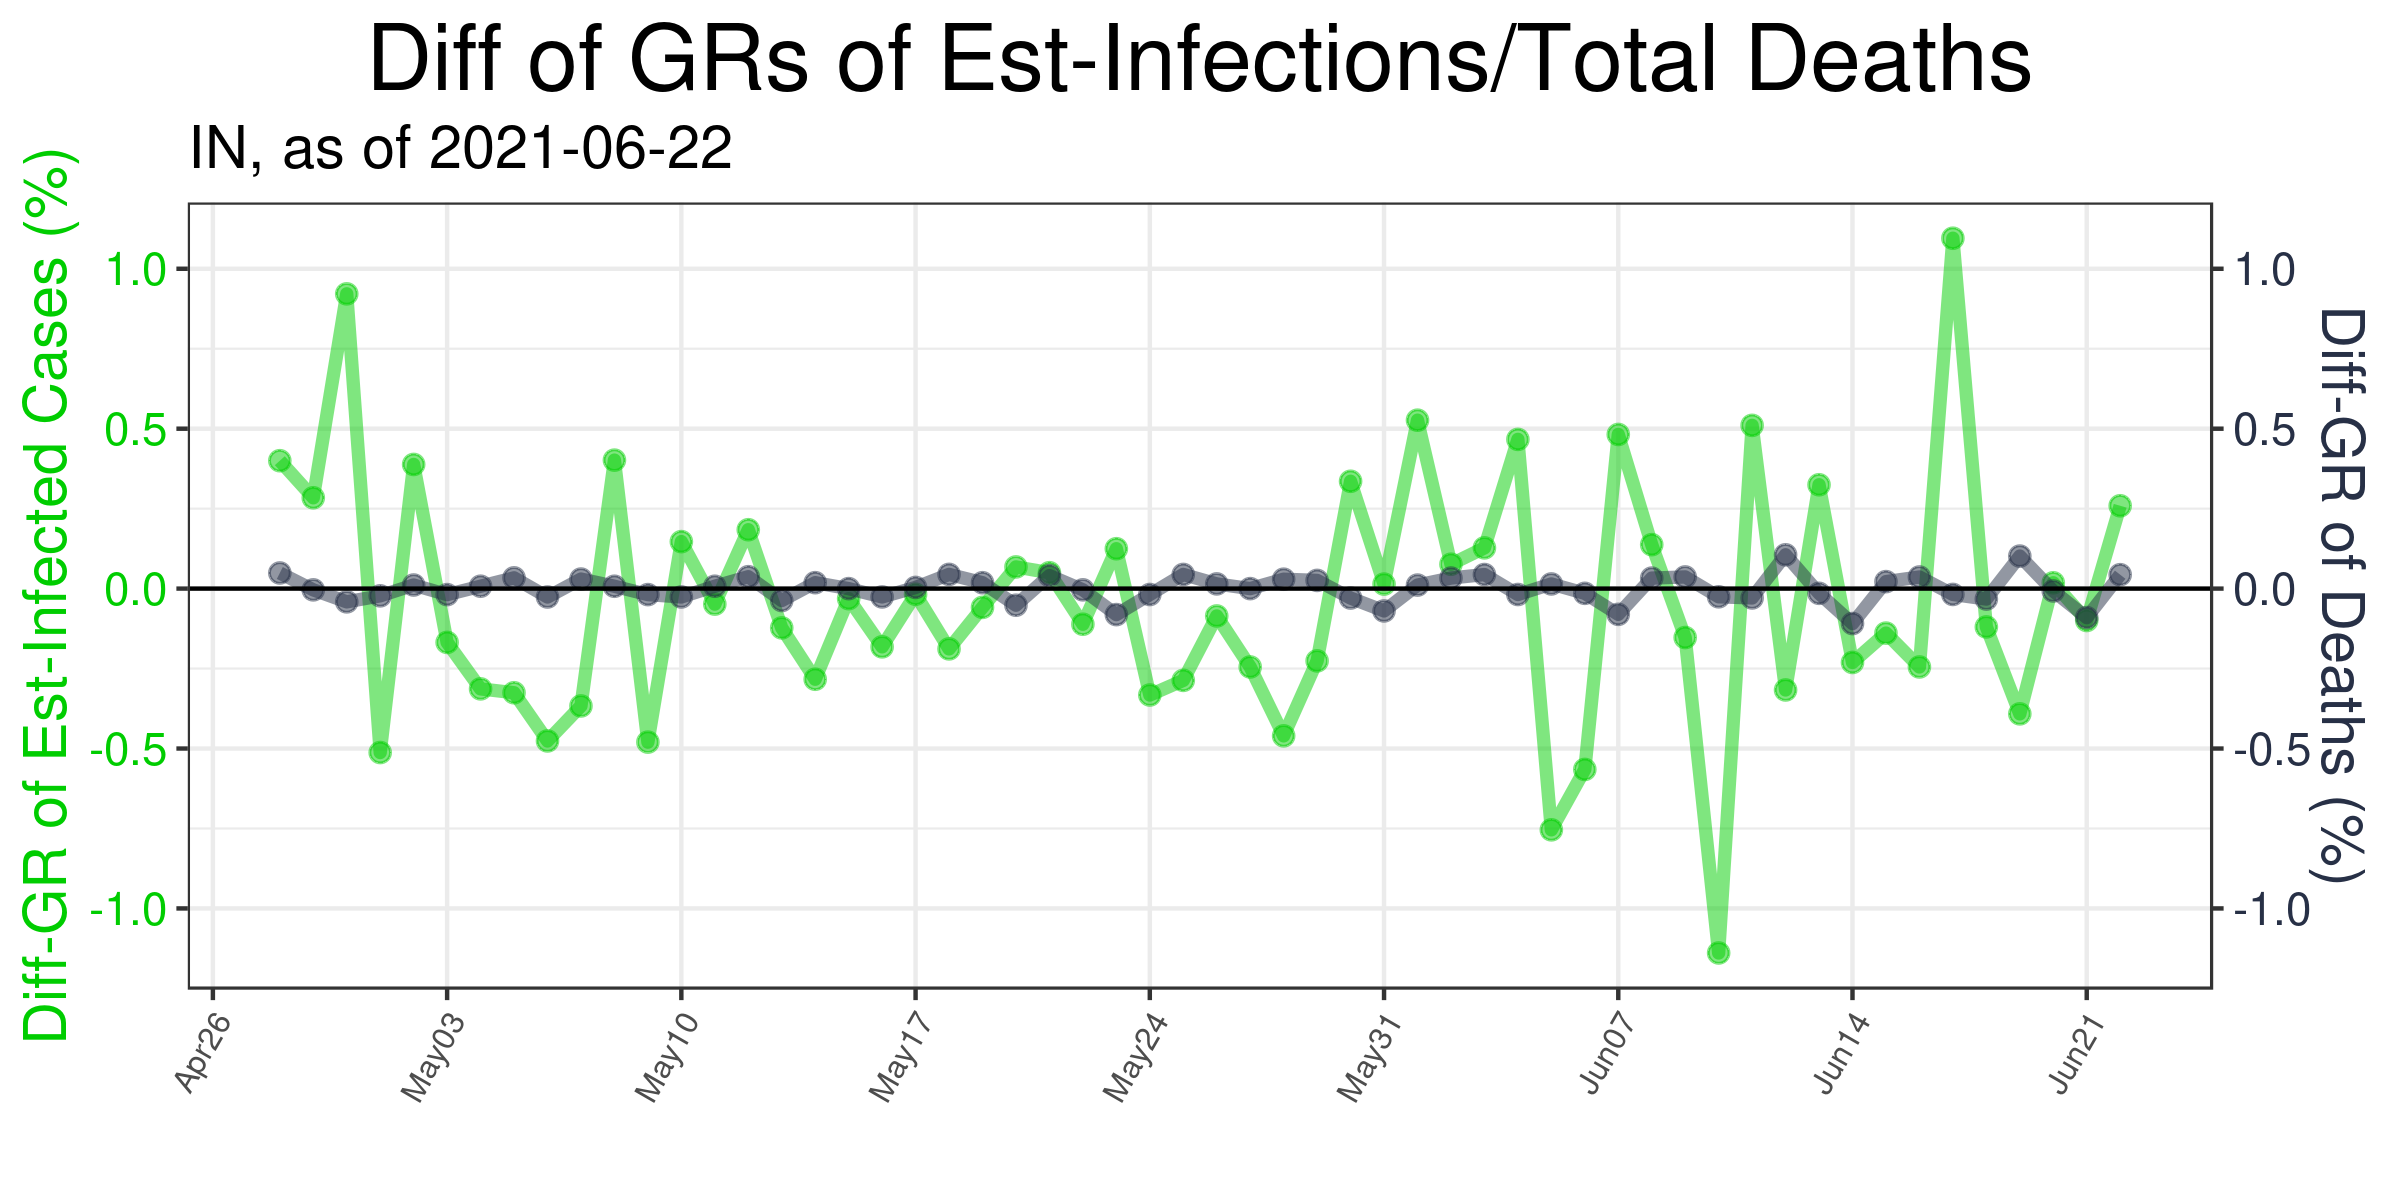 Diff of GRs of Est-Infections/Total Deaths
IN, as of 2021-06-22
Diff-GR of Est-Infected Cases (%)
1.0
0.5
0.0
-0.5
-1.0
1.0
0.5
0.0
-0.5
-1.0
Diff-GR of Deaths (%)
Apr26
May03
May10
May17
May24
May31
Jun07
Jun14
Jun21